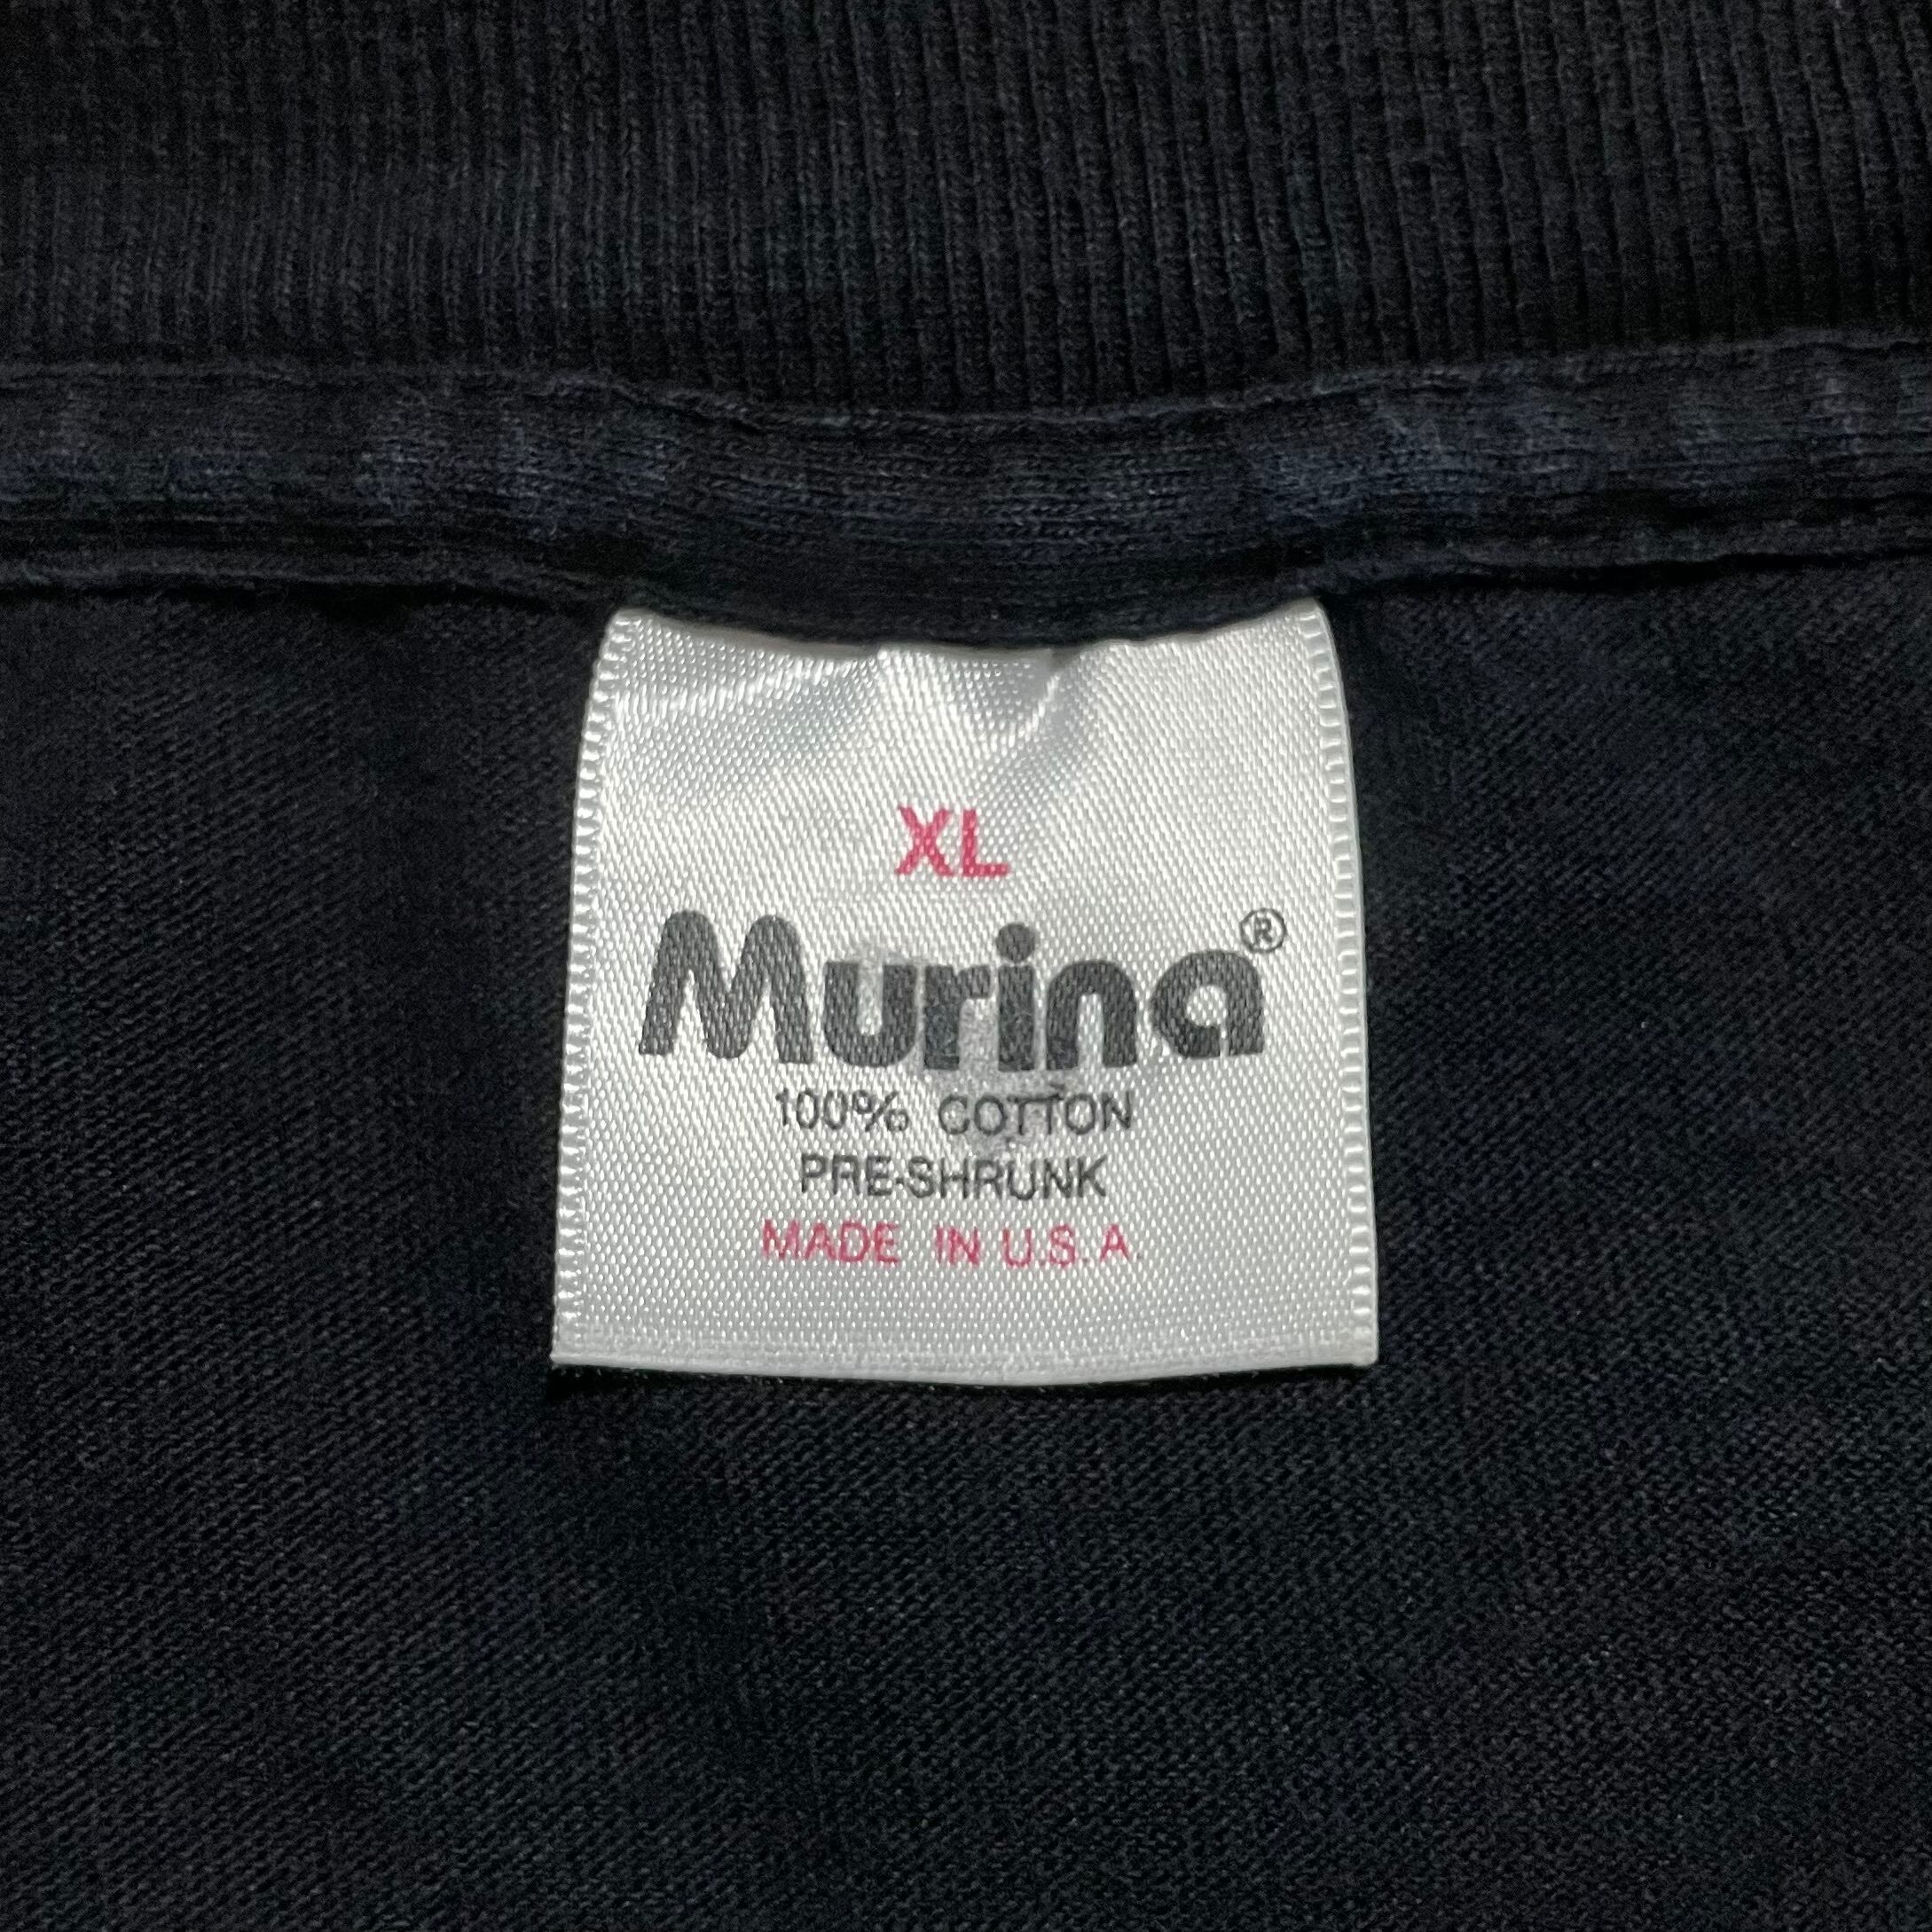 XL
Murina®
100% COTTON
PRE-SHRUNK
MADE IN U.S.A.